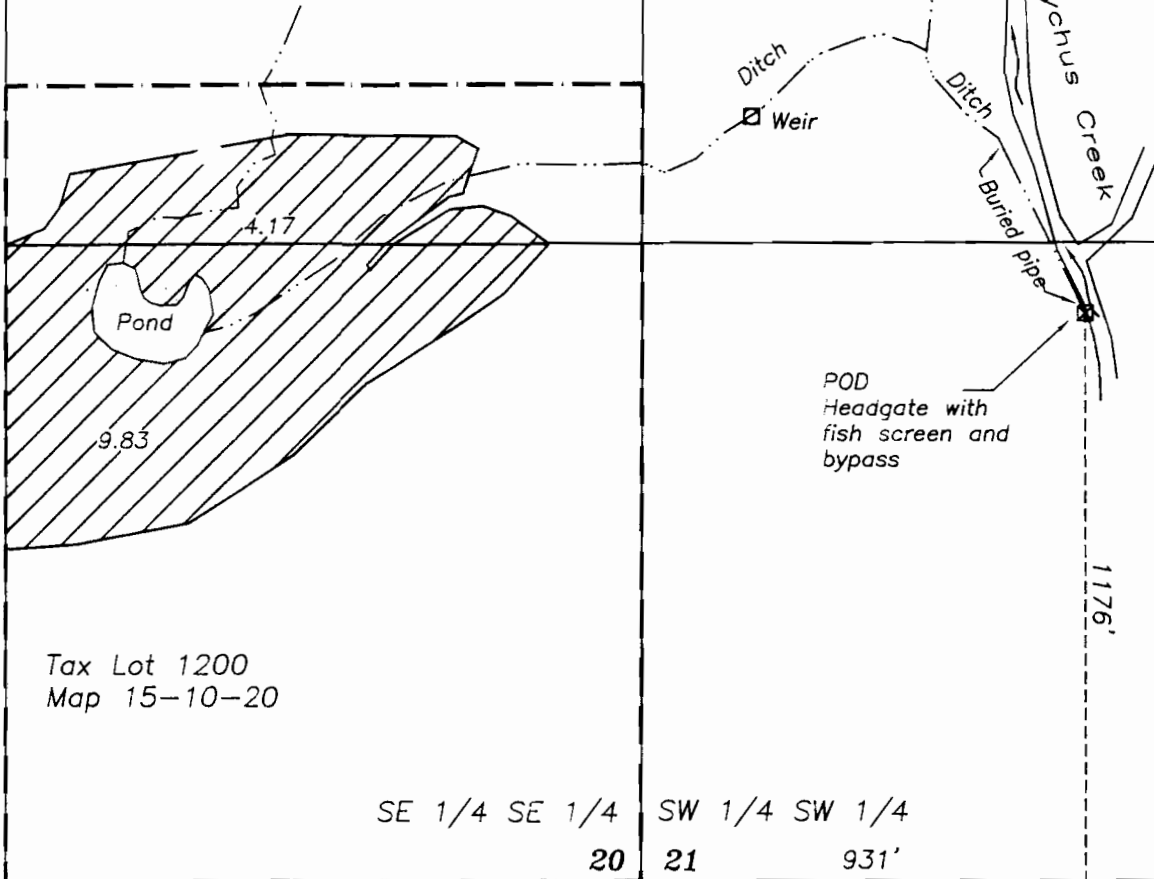 ychus Creek
Ditch
Weir
Ditch
Buried pipe
4.17
Pond
9.83
POD
Headgate with
fish screen and
bypass
1176'
Tax Lot 1200
Map 15-10-20
SE 1/4 SE 1/4
SW 1/4 SW 1/4
20
21
931'